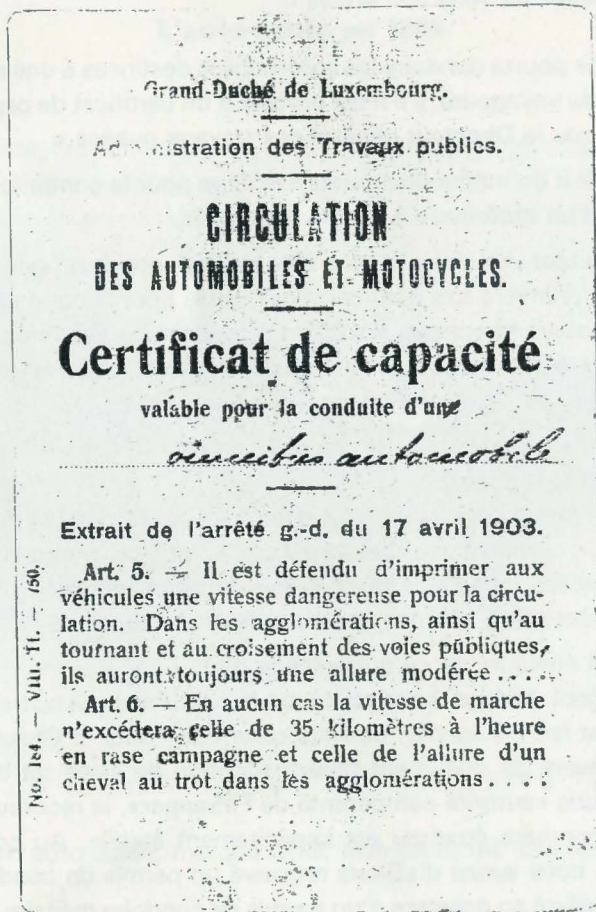 Grand-Duché de Luxembourg.
Administration des Travaux publics.
CIRCULATION
DES AUTOMOBILES ET MOTOCYCLES.
Certificat de capacité
valable pour la conduite d'une
omnibus automobile
Extrait de l'arrêté g.-d. du 17 avril 1903.
Art. 5. — Il est défendu d'imprimer aux
véhicules une vitesse dangereuse pour la circu-
lation. Dans les agglomérations, ainsi qu'au
tournant et au croisement des voies publiques,
ils auront toujours une allure modérée . . . .
Art. 6. — En aucun cas la vitesse de marche
n'excédera celle de 35 kilomètres à l'heure
en rase campagne et celle de l'allure d'un
cheval au trot dans les agglomérations . . . .
No. 184. — VIII. Tt. — 750.